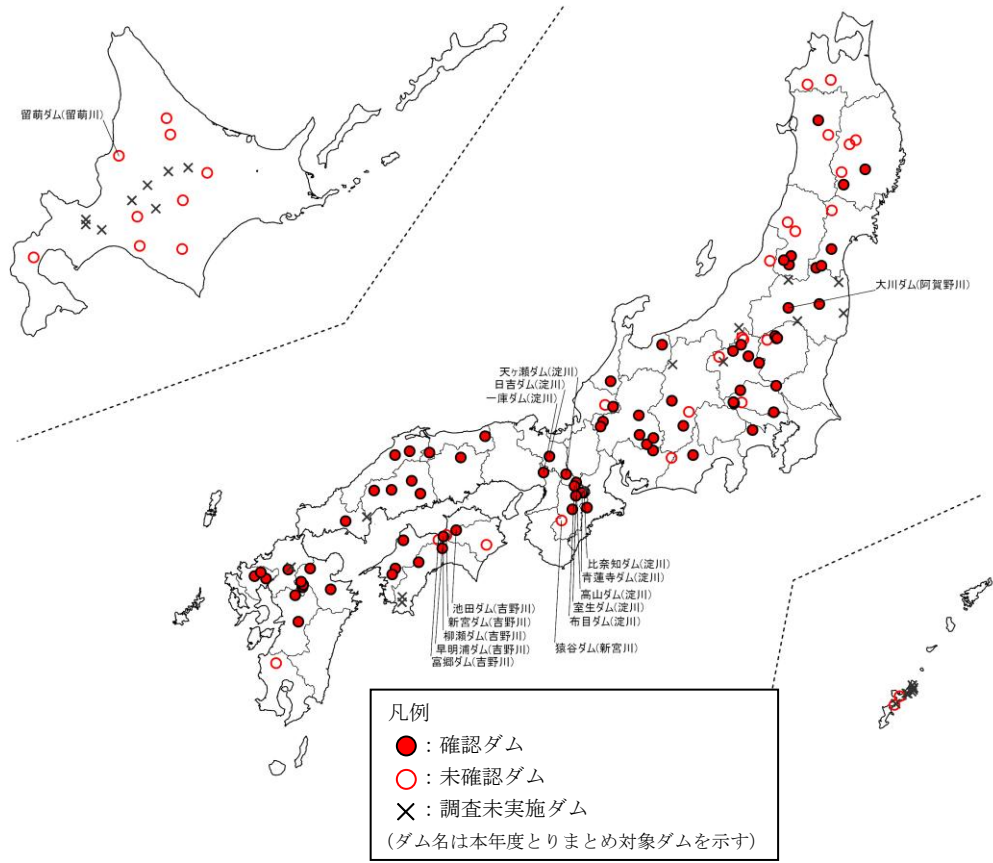 留萌ダム(留萌川)
大川ダム(阿賀野川)
天ヶ瀬ダム(淀川)
日吉ダム(淀川)
一庫ダム(淀川)
比奈知ダム(淀川)
青蓮寺ダム(淀川)
高山ダム(淀川)
室生ダム(淀川)
布目ダム(淀川)
猿谷ダム(新宮川)
池田ダム(吉野川)
新宮ダム(吉野川)
柳瀬ダム(吉野川)
早明浦ダム(吉野川)
富郷ダム(吉野川)
凡例
：確認ダム
：未確認ダム
：調査未実施ダム
(ダム名は本年度とりまとめ対象ダムを示す)